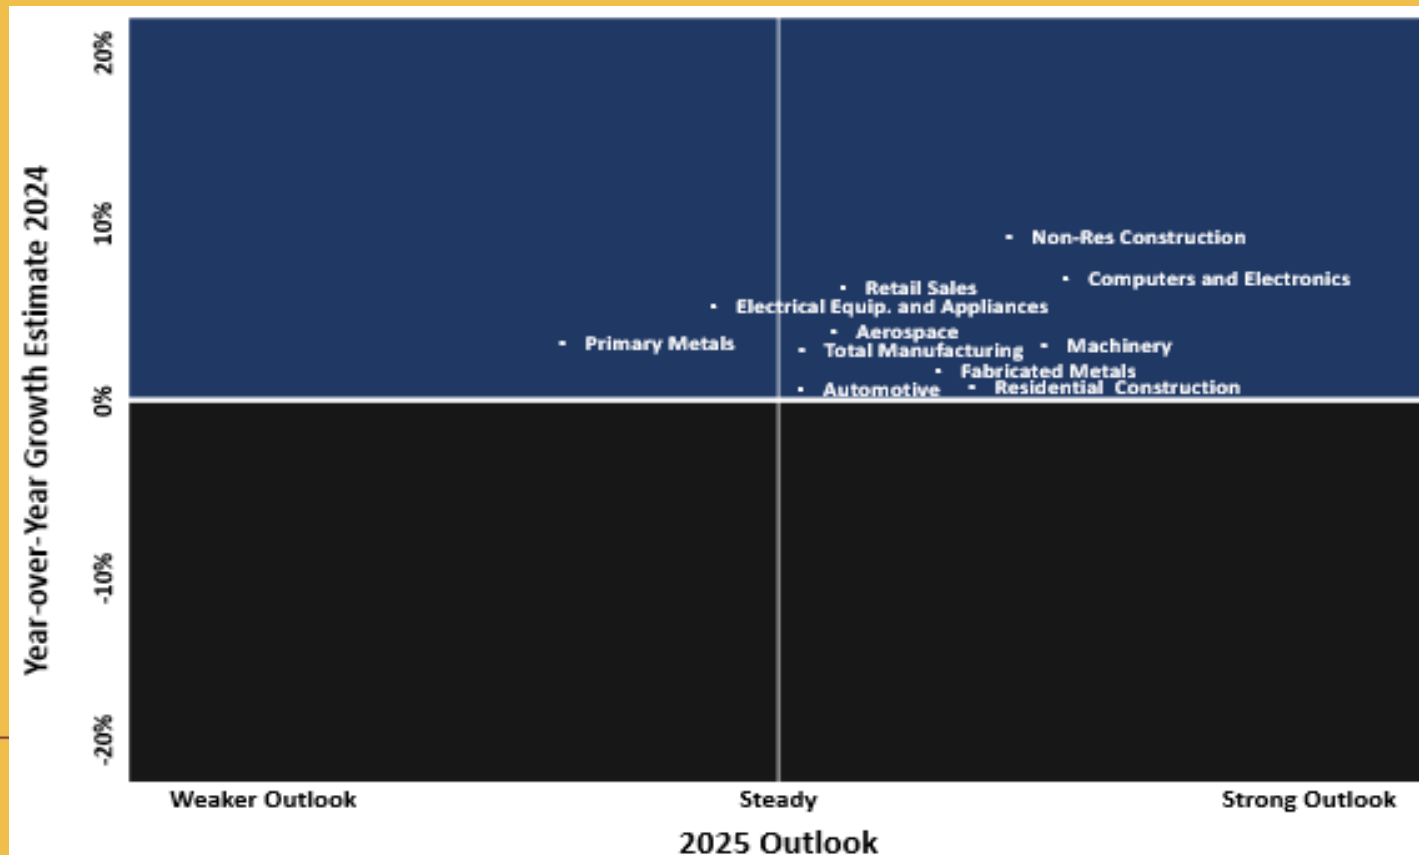 Year-over-Year Growth Estimate 2024
20%
10%
0%
-10%
-20%
Non-Res Construction
Computers and Electronics
Retail Sales
Electrical Equip. and Appliances
Aerospace
Primary Metals
Total Manufacturing
Machinery
Fabricated Metals
Automotive
Residential Construction
Weaker Outlook
Steady
Strong Outlook
2025 Outlook